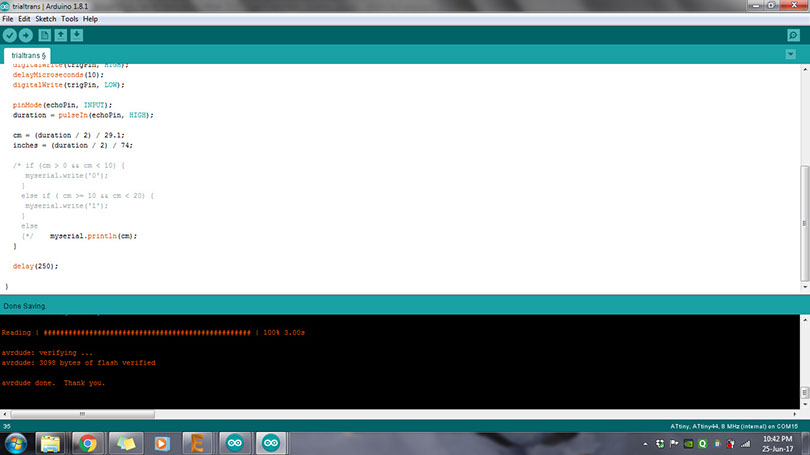 trialtrans | Arduino 1.8.1
File Edit Sketch Tools Help
trialtrans §
digitalWrite(trigPin, HIGH);
delayMicroseconds(10);
digitalWrite(trigPin, LOW);
pinMode(echoPin, INPUT);
duration = pulseIn(echoPin, HIGH);
cm = (duration / 2) / 29.1;
inches = (duration / 2) / 74;
/* if (cm > 0 && cm < 10) {
myserial.write('0');
}
else if ( cm >= 10 && cm < 20) {
myserial.write('1');
}
else
{*/ myserial.println(cm);
}
delay(250);
}
Done Saving.
Reading | ################################################## | 100% 3.00s
avrdude: verifying ...
avrdude: 3098 bytes of flash verified
avrdude done.  Thank you.
35
ATtiny, ATtiny44, 8 MHz (internal) on COM15
10:42 PM
25-Jun-17